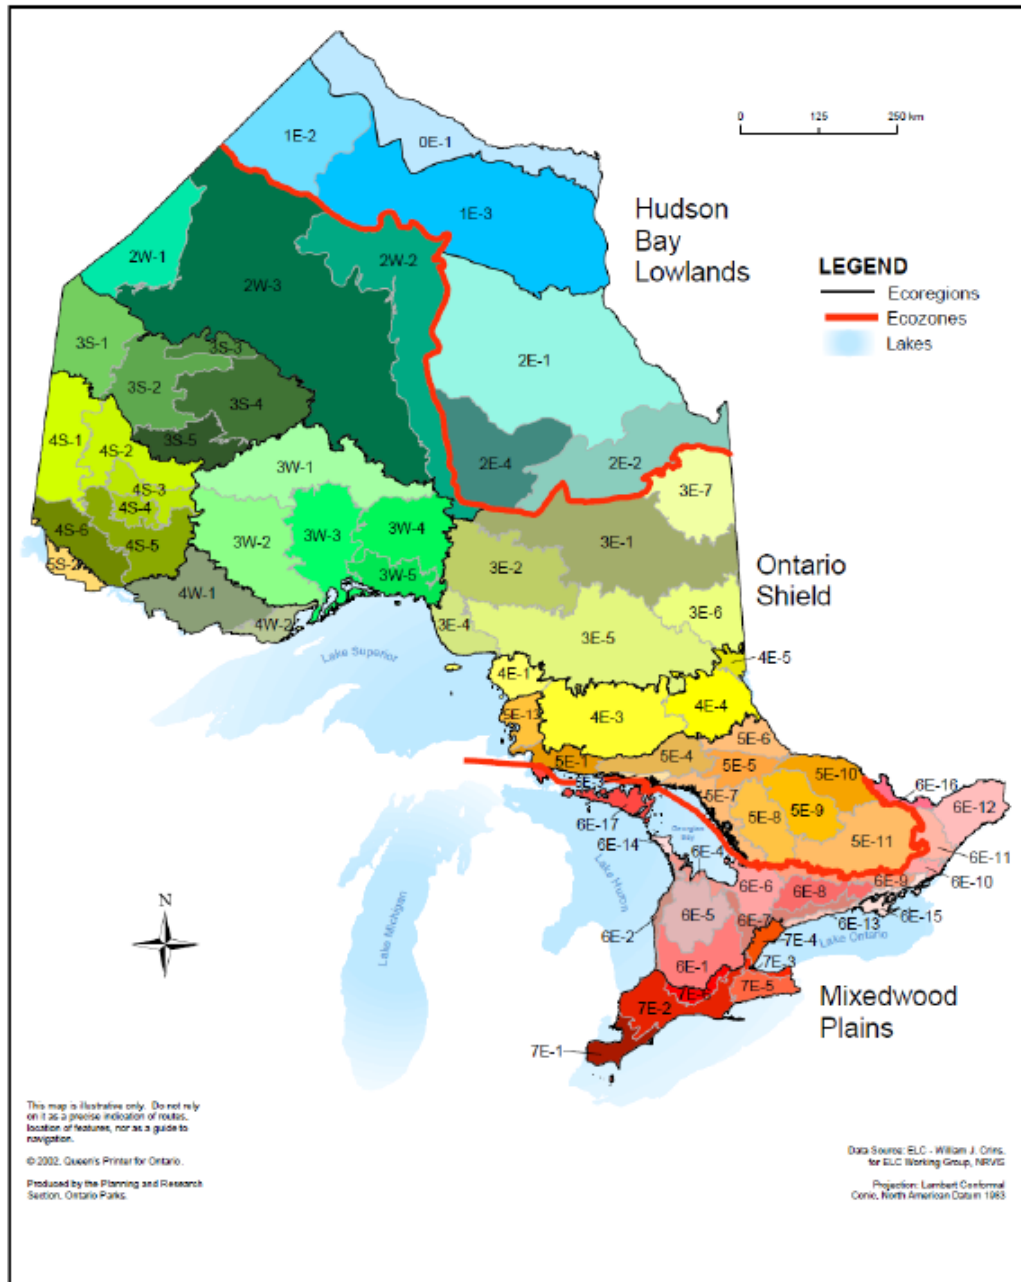 0 125 250 km
1E-2
0E-1
1E-3
Hudson
Bay
Lowlands
2W-1
2W-2
2W-3
LEGEND
Ecoregions
Ecozones
Lakes
3S-1
3S-3
3S-2
3S-4
2E-1
4S-1
4S-2
3S-5
3W-1
2E-4
2E-2
3E-7
4S-3
4S-4
4S-6
4S-5
3W-2
3W-3
3W-4
3W-5
3E-1
3E-2
Ontario
Shield
5S-2
4W-1
4W-2
3E-4
3E-5
3E-6
Lake Superior
4E-5
4E-1
4E-3
4E-4
5E-13
5E-6
5E-1
5E-4
5E-5
5E-10
5E-3
5E-7
5E-8
5E-9
6E-16
6E-12
6E-17
6E-14
Georgian
Bay
6E-4
5E-11
6E-11
6E-10
Lake Huron
6E-6
6E-8
6E-9
6E-15
6E-13
N
Lake Michigan
6E-2
6E-5
6E-7
7E-4
Lake Ontario
6E-1
7E-3
7E-6
7E-5
7E-2
7E-1
Mixedwood
Plains
This map is illustrative only. Do not rely
on it as a precise indication of routes,
location of features, nor as a guide to
navigation.
© 2002, Queen's Printer for Ontario.
Produced by the Planning and Research
Section, Ontario Parks.
Data Source: ELC - William J. Crins,
for ELC Working Group, NRVIS
Projection: Lambert Conformal
Conic, North American Datum 1983